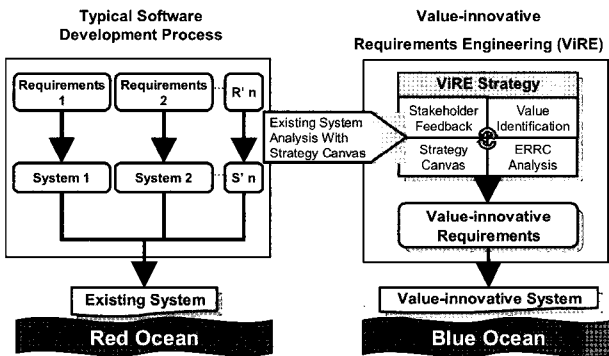 Typical Software
Development Process
Requirements
1
Requirements
2
R' n
System 1
System 2
S' n
Existing System
Red Ocean
Existing System
Analysis With
Strategy Canvas
Value-innovative
Requirements Engineering (ViRE)
ViRE Strategy
Stakeholder
Feedback
Value
Identification
Strategy
Canvas
ERRC
Analysis
Value-innovative
Requirements
Value-innovative System
Blue Ocean